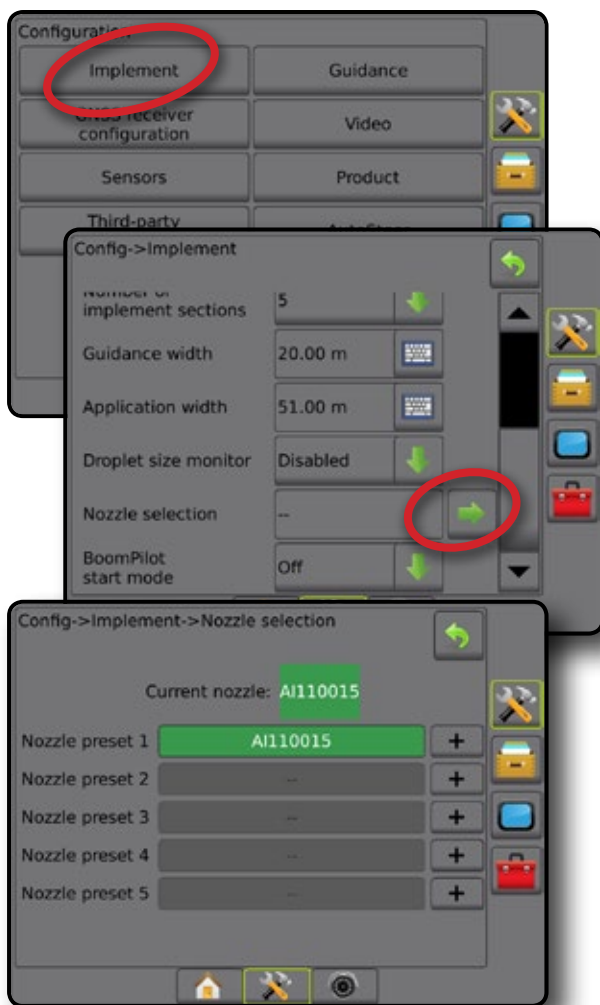 Configuration
Implement
Guidance
GNSS receiver
configuration
Video
Sensors
Product
Third-party
Config->Implement
Number of
implement sections
5
Guidance width
20.00 m
Application width
51.00 m
Droplet size monitor
Disabled
Nozzle selection
--
BoomPilot
start mode
Off
Config->Implement->Nozzle selection
Current nozzle: AI110015
Nozzle preset 1
AI110015
+
Nozzle preset 2
--
+
Nozzle preset 3
--
+
Nozzle preset 4
--
+
Nozzle preset 5
--
+